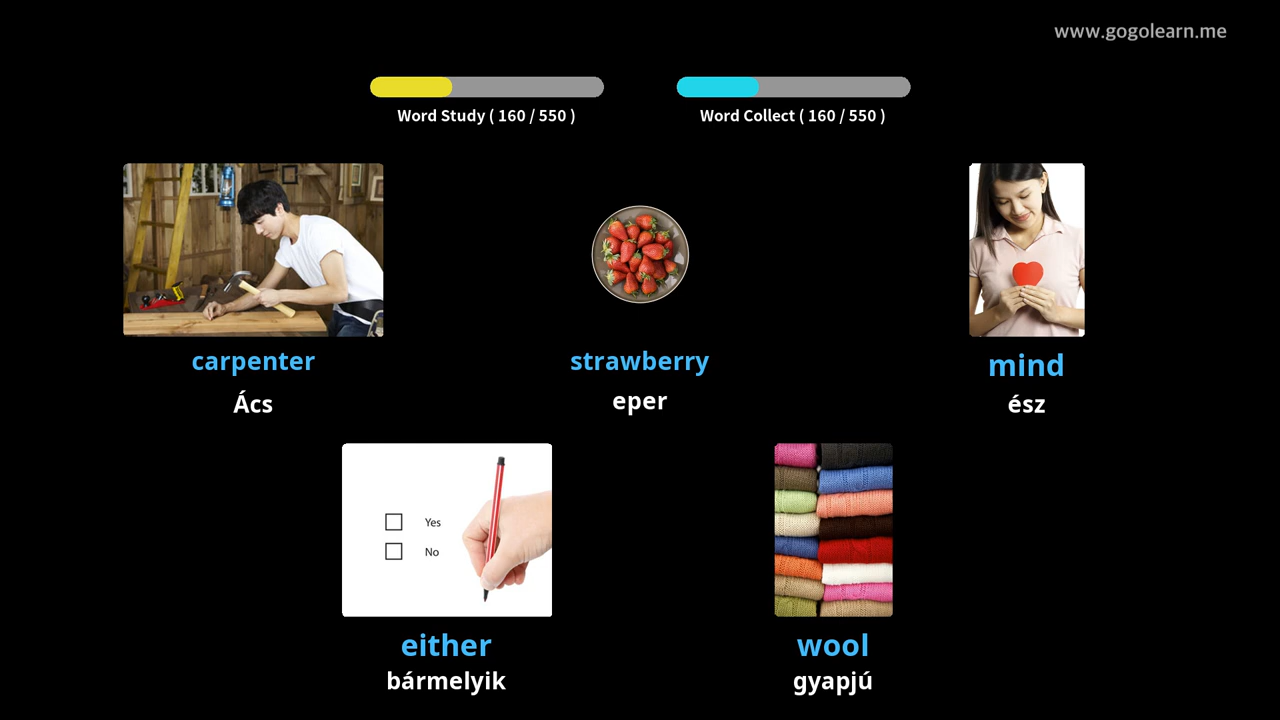 www.gogolearn.me
Word Study ( 160 / 550 )
Word Collect ( 160 / 550 )
carpenter
Ács
strawberry
eper
mind
ész
Yes
No
either
bármelyik
wool
gyapjú